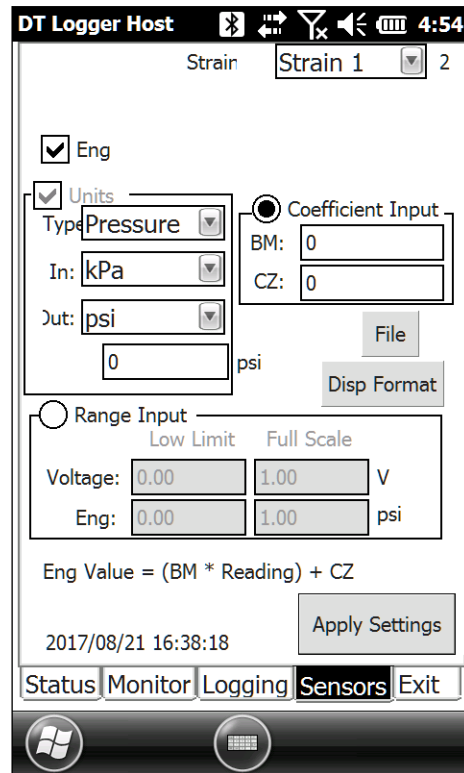 DT Logger Host 4:54
Strain Strain 1 2
Eng
Units
Type Pressure
In: kPa
Out: psi
0 psi
Coefficient Input
BM: 0
CZ: 0
File
Disp Format
Range Input
Low Limit Full Scale
Voltage: 0.00 1.00 V
Eng: 0.00 1.00 psi
Eng Value = (BM * Reading) + CZ
Apply Settings
2017/08/21 16:38:18
Status Monitor Logging Sensors Exit